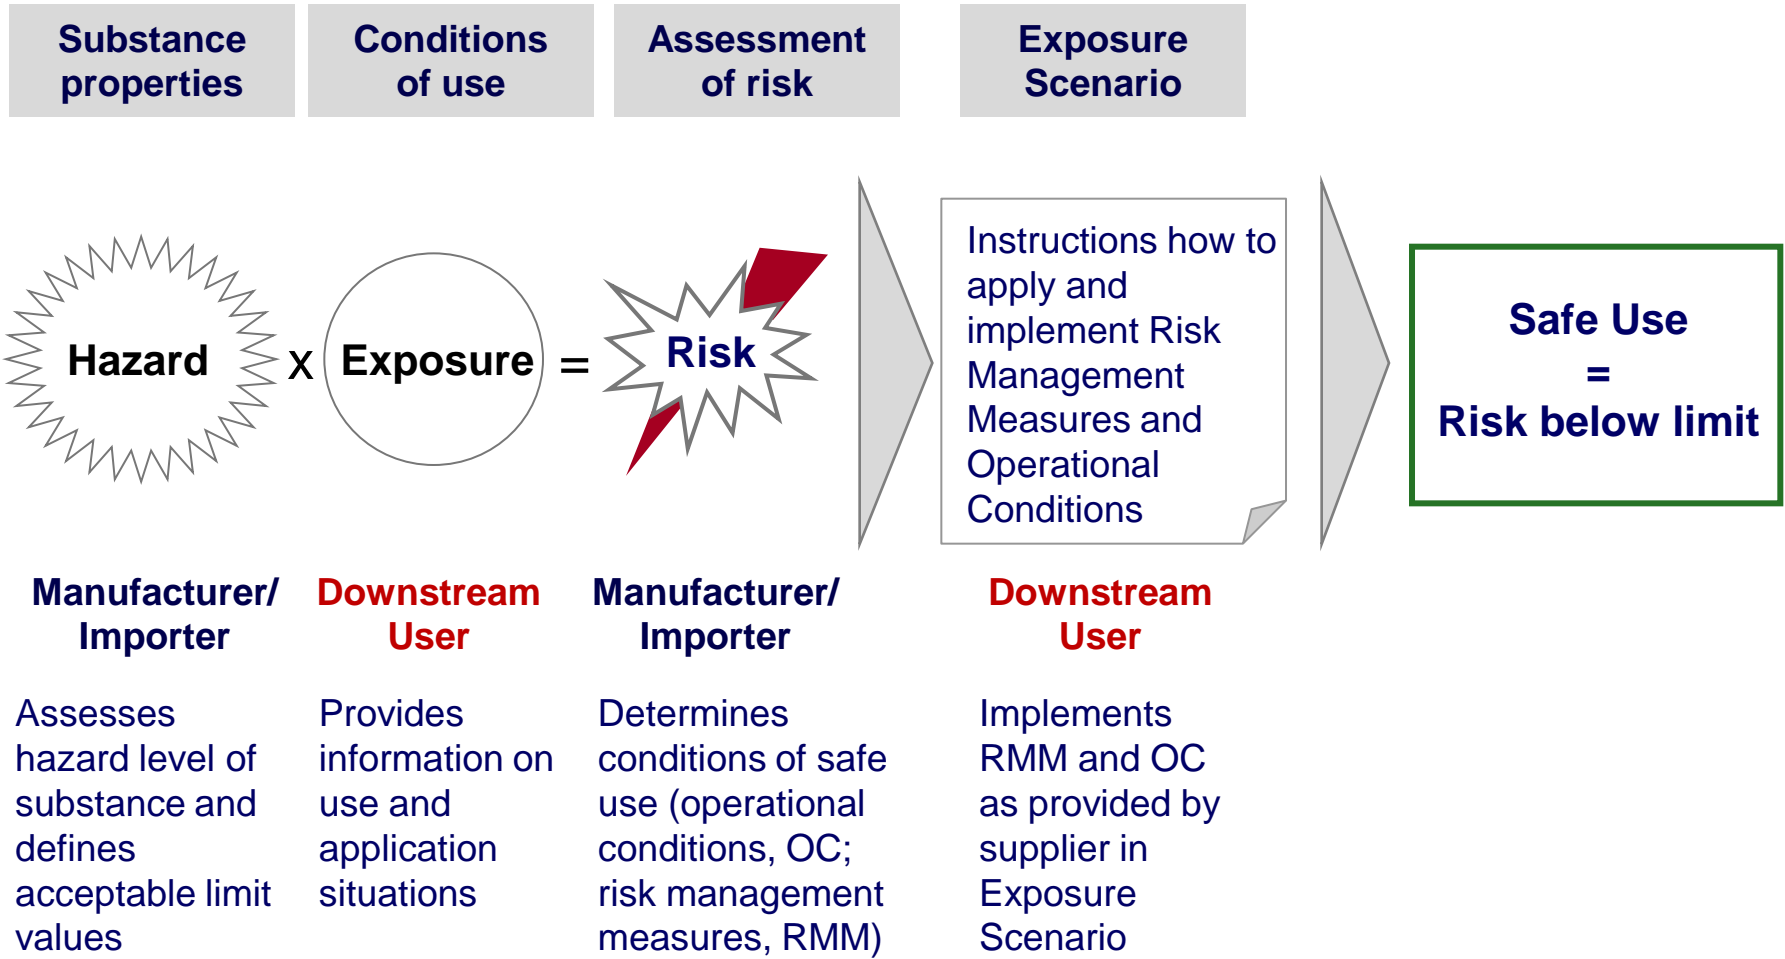 Substance
properties
Conditions
of use
Assessment
of risk
Exposure
Scenario
Hazard
x
Exposure
=
Risk
Instructions how to
apply and
implement Risk
Management
Measures and
Operational
Conditions
Safe Use
=
Risk below limit
Manufacturer/
Importer
Downstream
User
Manufacturer/
Importer
Downstream
User
Assesses
hazard level of
substance and
defines
acceptable limit
values
Provides
information on
use and
application
situations
Determines
conditions of safe
use (operational
conditions, OC;
risk management
measures, RMM)
Implements
RMM and OC
as provided by
supplier in
Exposure
Scenario